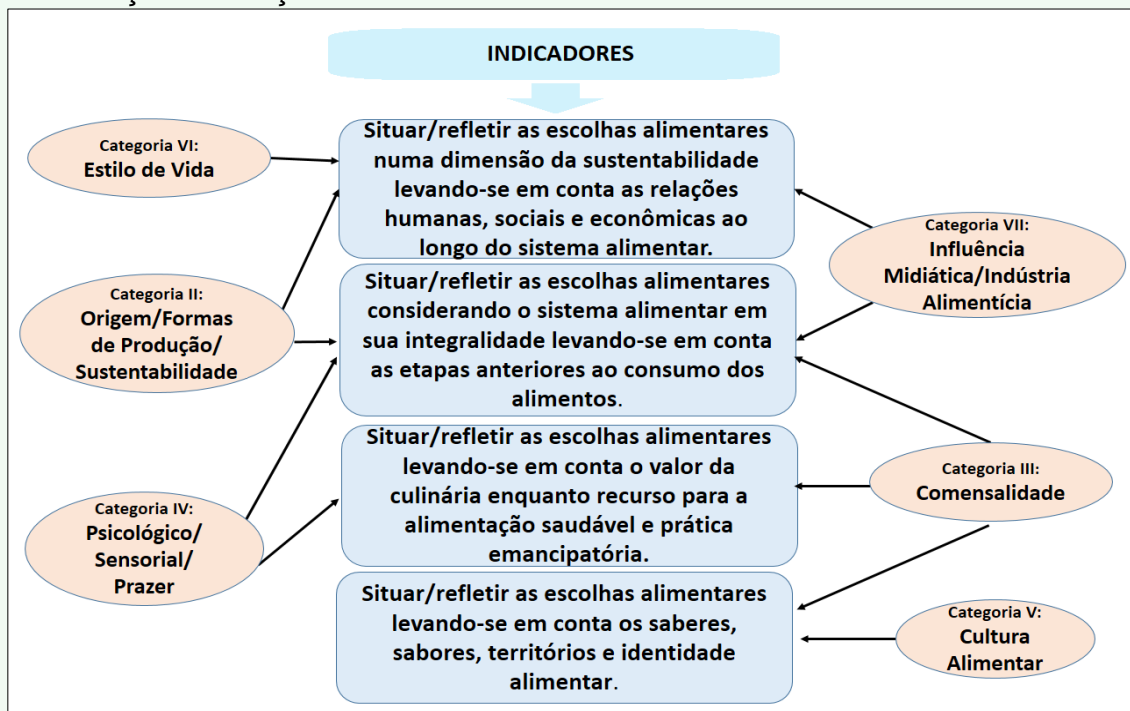 INDICADORES
Categoria VI:
Estilo de Vida
Categoria II:
Origem/Formas
de Produção/
Sustentabilidade
Categoria IV:
Psicológico/
Sensorial/
Prazer
Situar/refletir as escolhas alimentares
numa dimensão da sustentabilidade
levando-se em conta as relações
humanas, sociais e econômicas ao
longo do sistema alimentar.
Situar/refletir as escolhas alimentares
considerando o sistema alimentar em
sua integralidade levando-se em conta
as etapas anteriores ao consumo dos
alimentos.
Situar/refletir as escolhas alimentares
levando-se em conta o valor da
culinária enquanto recurso para a
alimentação saudável e prática
emancipatória.
Situar/refletir as escolhas alimentares
levando-se em conta os saberes,
sabores, territórios e identidade
alimentar.
Categoria VII:
Influência
Midiática/Indústria
Alimentícia
Categoria III:
Comensalidade
Categoria V:
Cultura
Alimentar